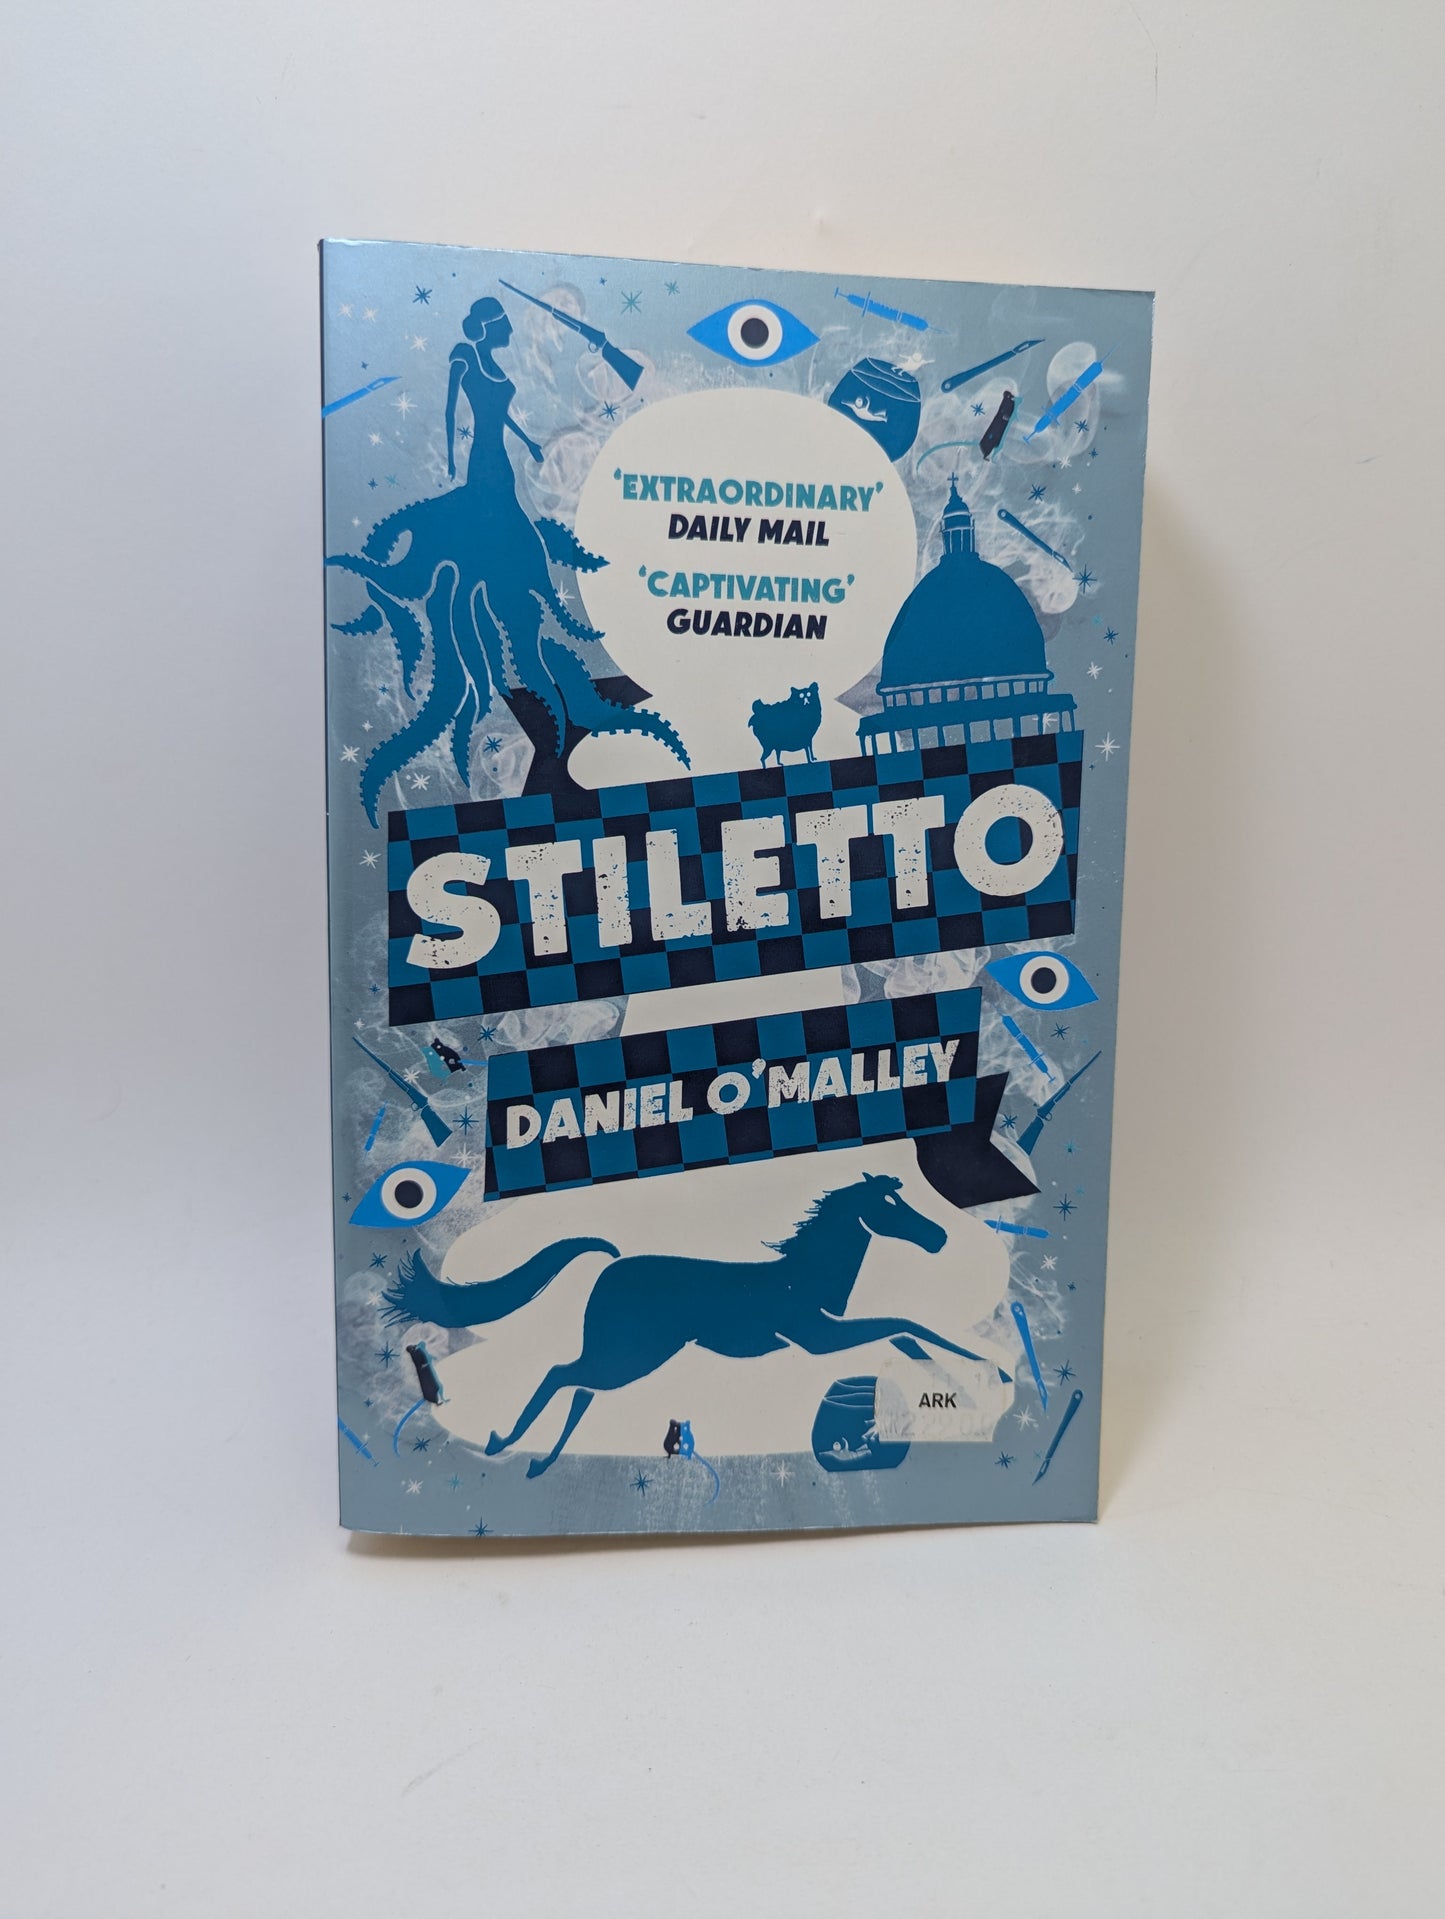 'EXTRAORDINARY'
DAILY MAIL
'CAPTIVATING'
GUARDIAN
STILETTO
DANIEL O'MALLEY
ARK